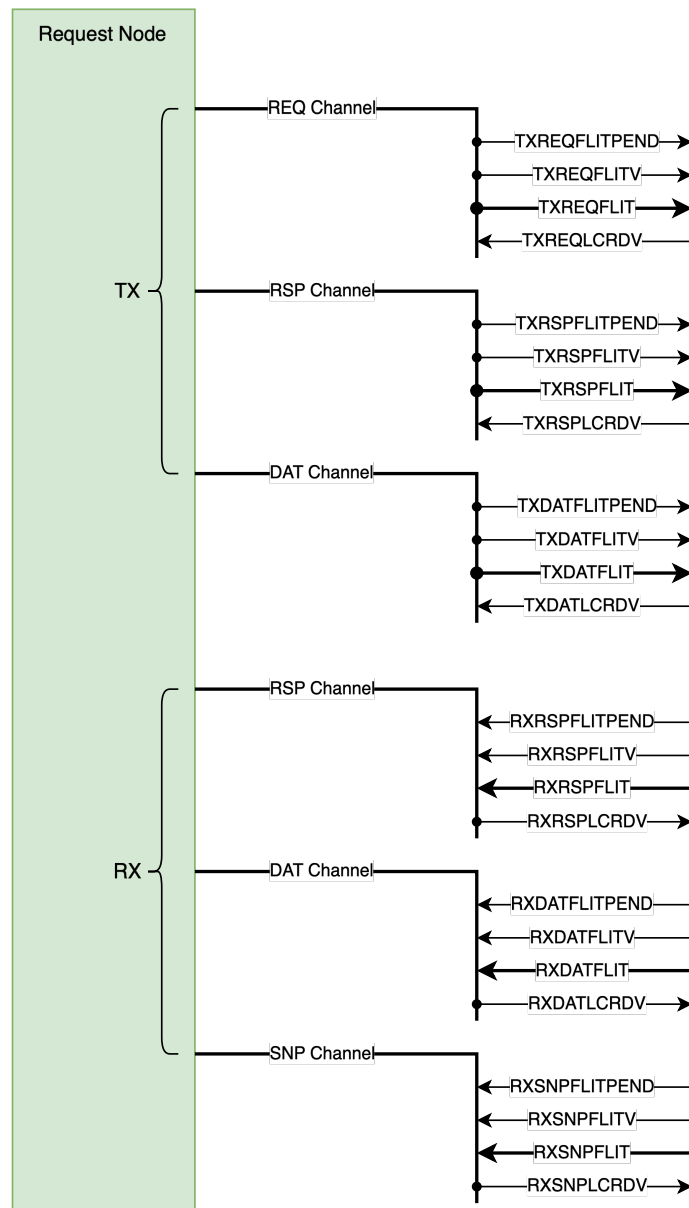 Request Node
REQ Channel
TXREQFLITPEND
TXREQFLITV
TXREQFLIT
TXREQLCRDV
TX
RSP Channel
TXRSPFLITPEND
TXRSPFLITV
TXRSPFLIT
TXRSPLCRDV
DAT Channel
TXDATFLITPEND
TXDATFLITV
TXDATFLIT
TXDATLCRDV
RSP Channel
RXRSPFLITPEND
RXRSPFLITV
RXRSPFLIT
RXRSPLCRDV
RX
DAT Channel
RXDATFLITPEND
RXDATFLITV
RXDATFLIT
RXDATLCRDV
SNP Channel
RXSNPFLITPEND
RXSNPFLITV
RXSNPFLIT
RXSNPLCRDV